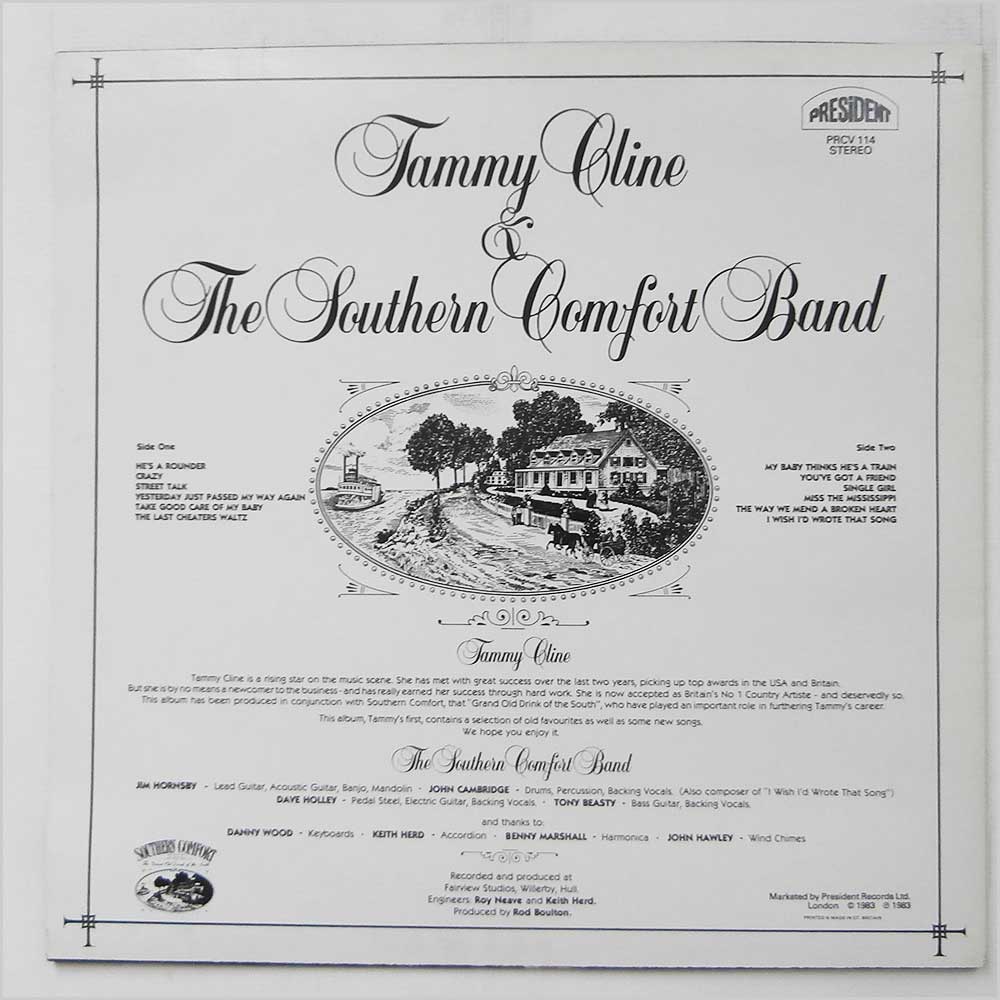 PRESIDENT
PRCV 114
STEREO
Tammy Cline
&
The Southern Comfort Band
Side One
HE'S A ROUNDER
CRAZY
STREET TALK
YESTERDAY JUST PASSED MY WAY AGAIN
TAKE GOOD CARE OF MY BABY
THE LAST CHEATERS WALTZ
Side Two
MY BABY THINKS HE'S A TRAIN
YOU'VE GOT A FRIEND
SINGLE GIRL
MISS THE MISSISSIPPI
THE WAY WE MEND A BROKEN HEART
I WISH I'D WROTE THAT SONG
Tammy Cline
Tammy Cline is a rising star on the music scene. She has met with great success over the last two years, picking up top awards in the USA and Britain.
But she is by no means a newcomer to the business - and has really earned her success through hard work. She is now accepted as Britain's No 1 Country Artiste - and deservedly so.
This album has been produced in conjunction with Southern Comfort, that "Grand Old Drink of the South", who have played an important role in furthering Tammy's career.
This album, Tammy's first, contains a selection of old favourites as well as some new songs.
We hope you enjoy it.
The Southern Comfort Band
JIM HORNSBY - Lead Guitar, Acoustic Guitar, Banjo, Mandolin - JOHN CAMBRIDGE - Drums, Percussion, Backing Vocals. (Also composer of "I Wish I'd Wrote That Song")
DAVE HOLLEY - Pedal Steel, Electric Guitar, Backing Vocals. - TONY BEASTY - Bass Guitar, Backing Vocals.
and thanks to:
DANNY WOOD - Keyboards - KEITH HERD - Accordion - BENNY MARSHALL - Harmonica - JOHN HAWLEY - Wind Chimes
SOUTHERN COMFORT
The Grand Old Drink of the South
Recorded and produced at
Fairview Studios, Willerby, Hull.
Engineers: Roy Neave and Keith Herd.
Produced by Rod Boulton.
Marketed by President Records Ltd.
London © 1983 ℗ 1983
PRINTED & MADE IN GT. BRITAIN